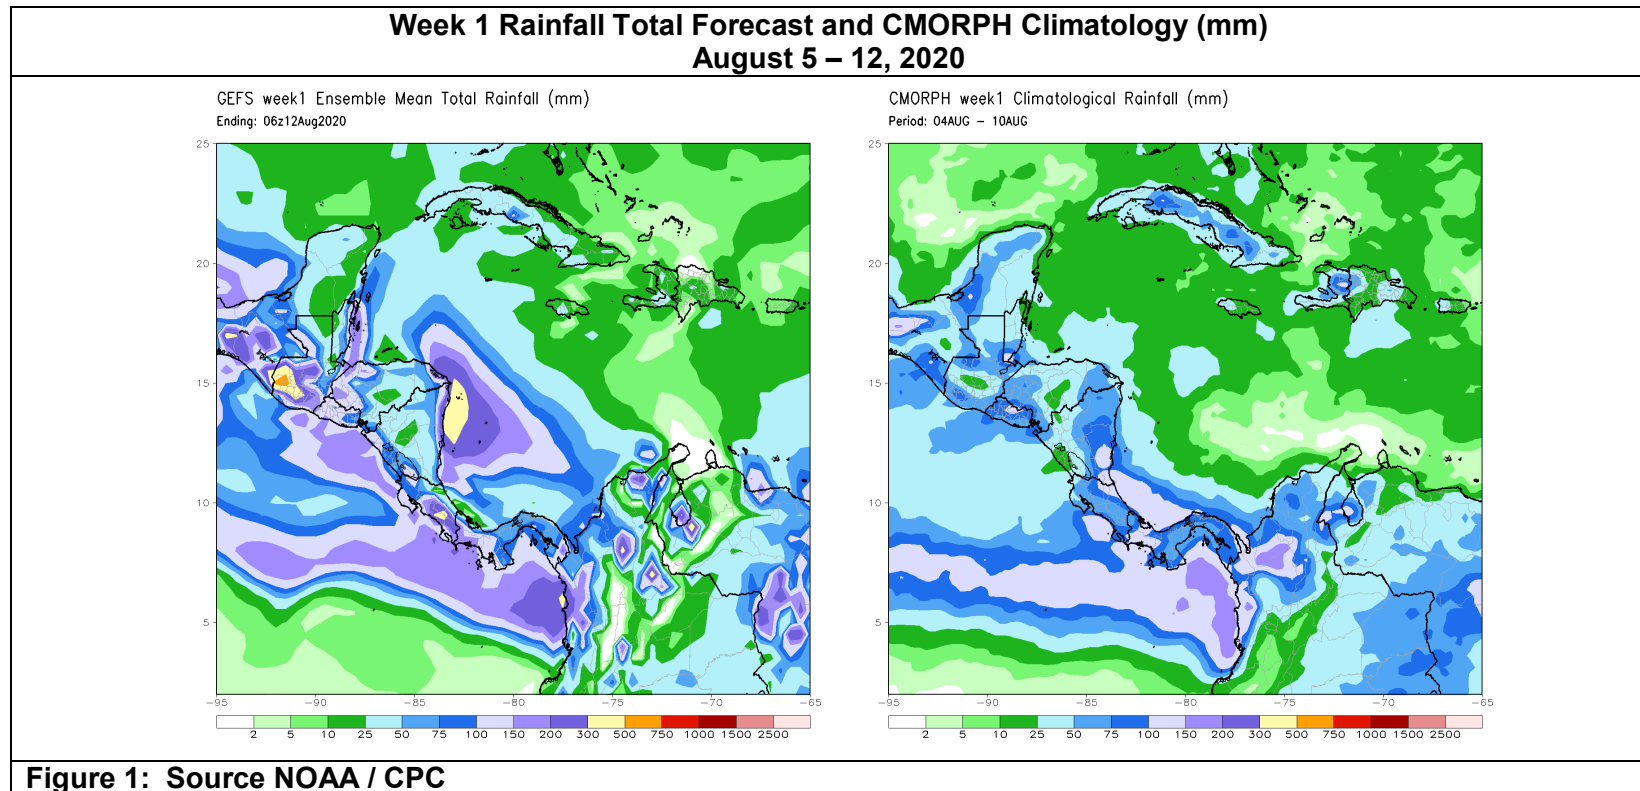 Week 1 Rainfall Total Forecast and CMORPH Climatology (mm)
August 5 – 12, 2020
GEFS week1 Ensemble Mean Total Rainfall (mm)
Ending: 06z12Aug2020
25
20
15
10
5
−95 −90 −85 −80 −75 −70 −65
2 5 10 25 50 75 100 150 200 300 500 750 1000 1500 2500
CMORPH week1 Climatological Rainfall (mm)
Period: 04AUG − 10AUG
25
20
15
10
5
−95 −90 −85 −80 −75 −70 −65
2 5 10 25 50 75 100 150 200 300 500 750 1000 1500 2500
Figure 1: Source NOAA / CPC